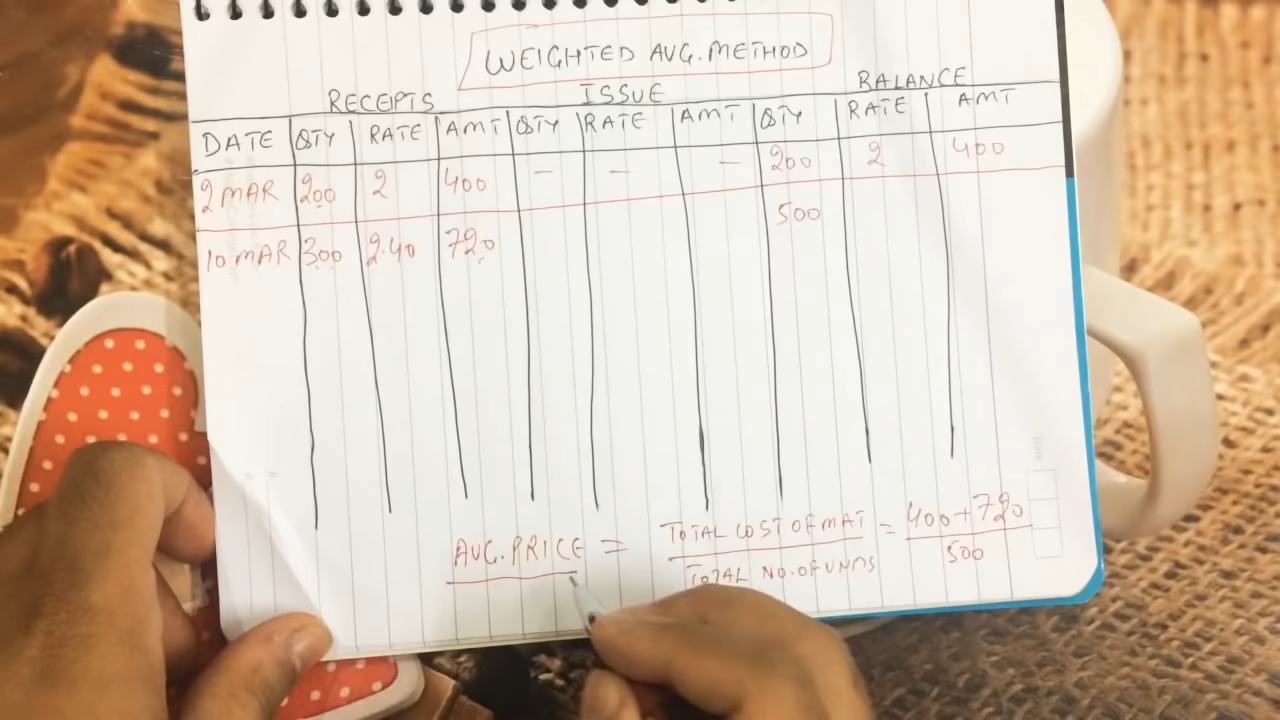 WEIGHTED AVG. METHOD
RECEPTS ISSUE BALANCE
DATE QTY RATE AMT QTY RATE AMT QTY RATE AMT
2 MAR 200 2 400 — — — 200 2 400
500
10 MAR 300 2.40 720
AVG. PRICE = TOTAL COST OF MAT = 400+720
TOTAL NO. OF UNITS 500